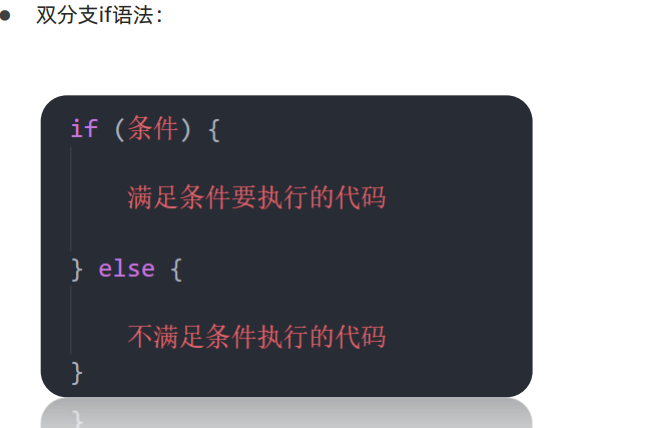 ● 双分支if语法：
if (条件) {
满足条件要执行的代码
} else {
不满足条件执行的代码
}
}